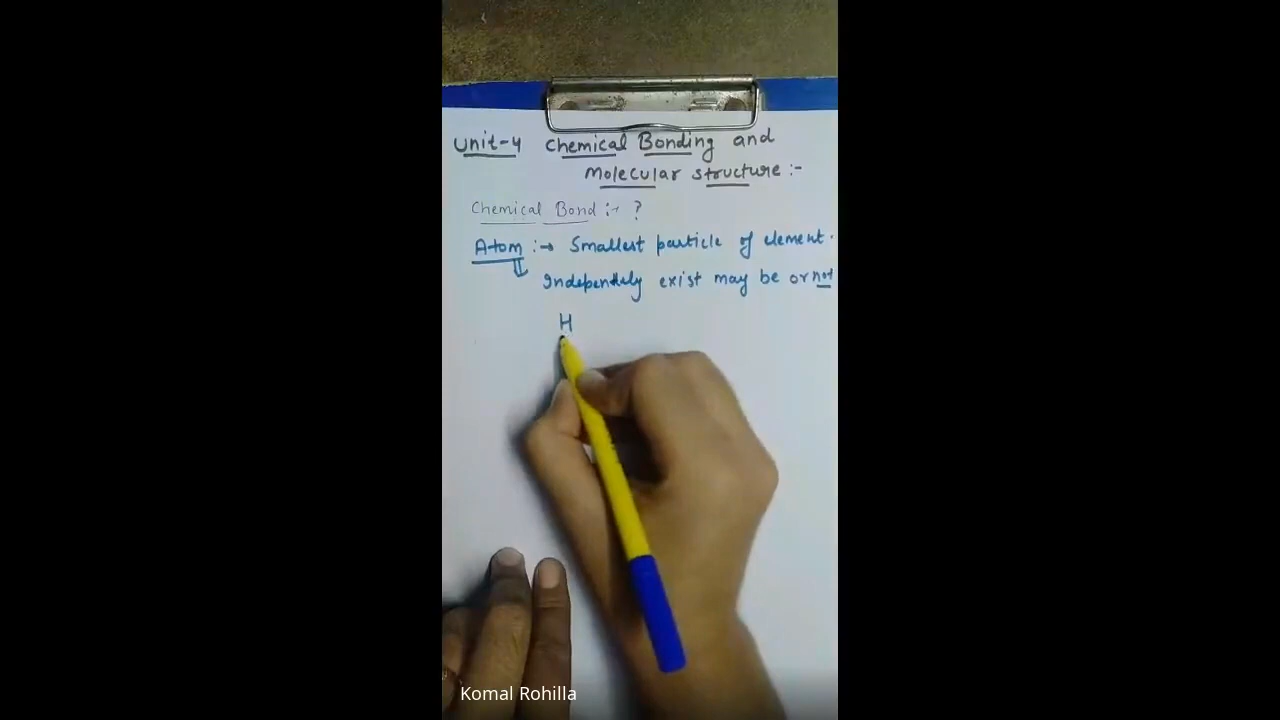 Unit-4 Chemical Bonding and
Molecular structure :-
Chemical Bond :- ?
Atom :→ Smallest particle of element.
Independely exist may be or not
H
Komal Rohilla